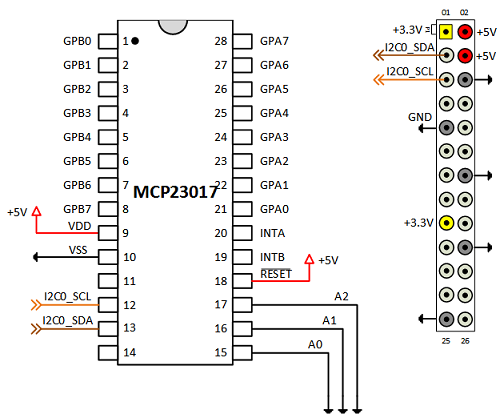 GPB0 1 28 GPA7
GPB1 2 27 GPA6
GPB2 3 26 GPA5
GPB3 4 25 GPA4
GPB4 5 24 GPA3
GPB5 6 23 GPA2
GPB6 7 22 GPA1
MCP23017
GPB7 8 21 GPA0
+5V
VDD 9 20 INTA
VSS 10 19 INTB
+5V
11 18 RESET
I2C0_SCL 12 17 A2
I2C0_SDA 13 16 A1
14 15 A0
01 02
+3.3V +5V
I2C0_SDA +5V
I2C0_SCL
GND
+3.3V
25 26